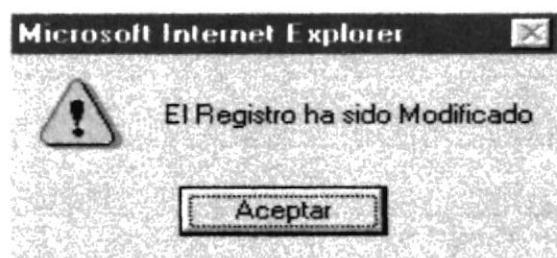 Microsoft Internet Explorer
El Registro ha sido Modificado
Aceptar